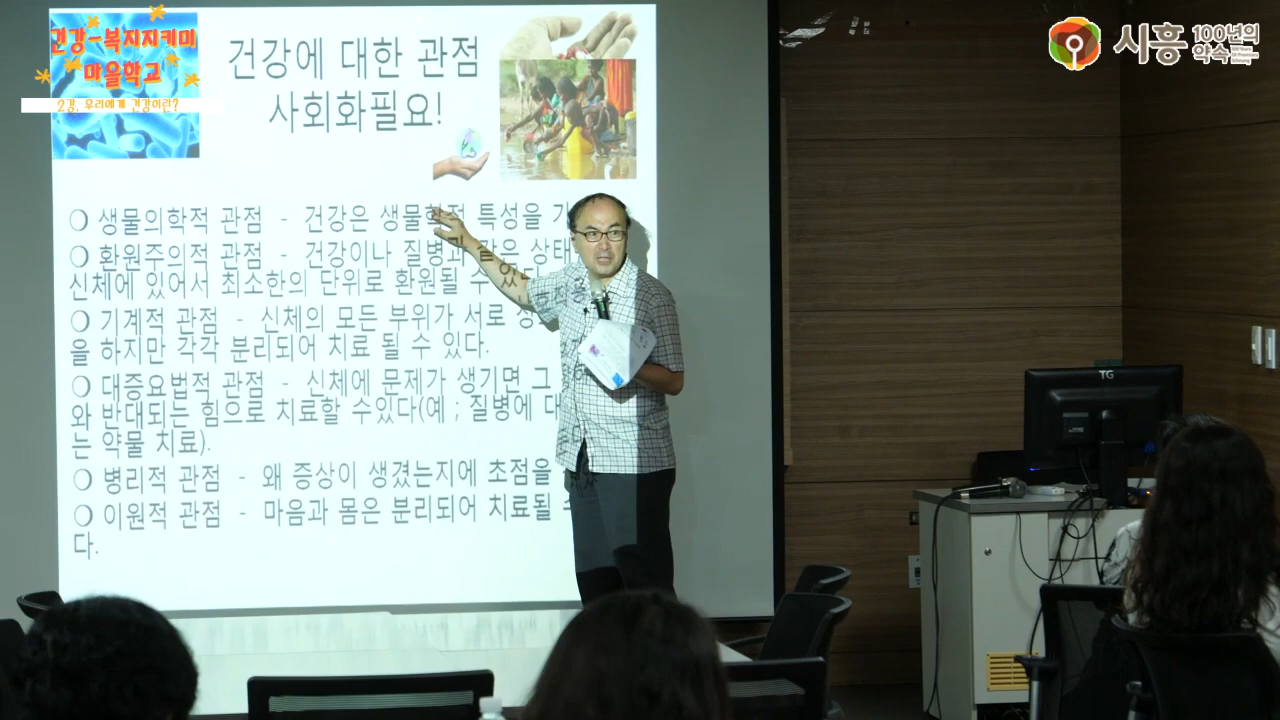 건강-복지지키미
마을학교
2강. 우리에게 건강이란?
시흥 100년의
약속
건강에 대한 관점
사회화필요!
❍ 생물의학적 관점 - 건강은 생물학적 특성을
❍ 환원주의적 관점 - 건강이나 질병과 같은 상태
신체에 있어서 최소한의 단위로 환원될 수 있다
❍ 기계적 관점 - 신체의 모든 부위가 서로
을 하지만 각각 분리되어 치료 될 수 있다.
❍ 대증요법적 관점 - 신체에 문제가 생기면 그
와 반대되는 힘으로 치료할 수있다(예 ; 질병에 대
는 약물 치료).
❍ 병리적 관점 - 왜 증상이 생겼는지에 초점을
❍ 이원적 관점 - 마음과 몸은 분리되어 치료될
다.
TG